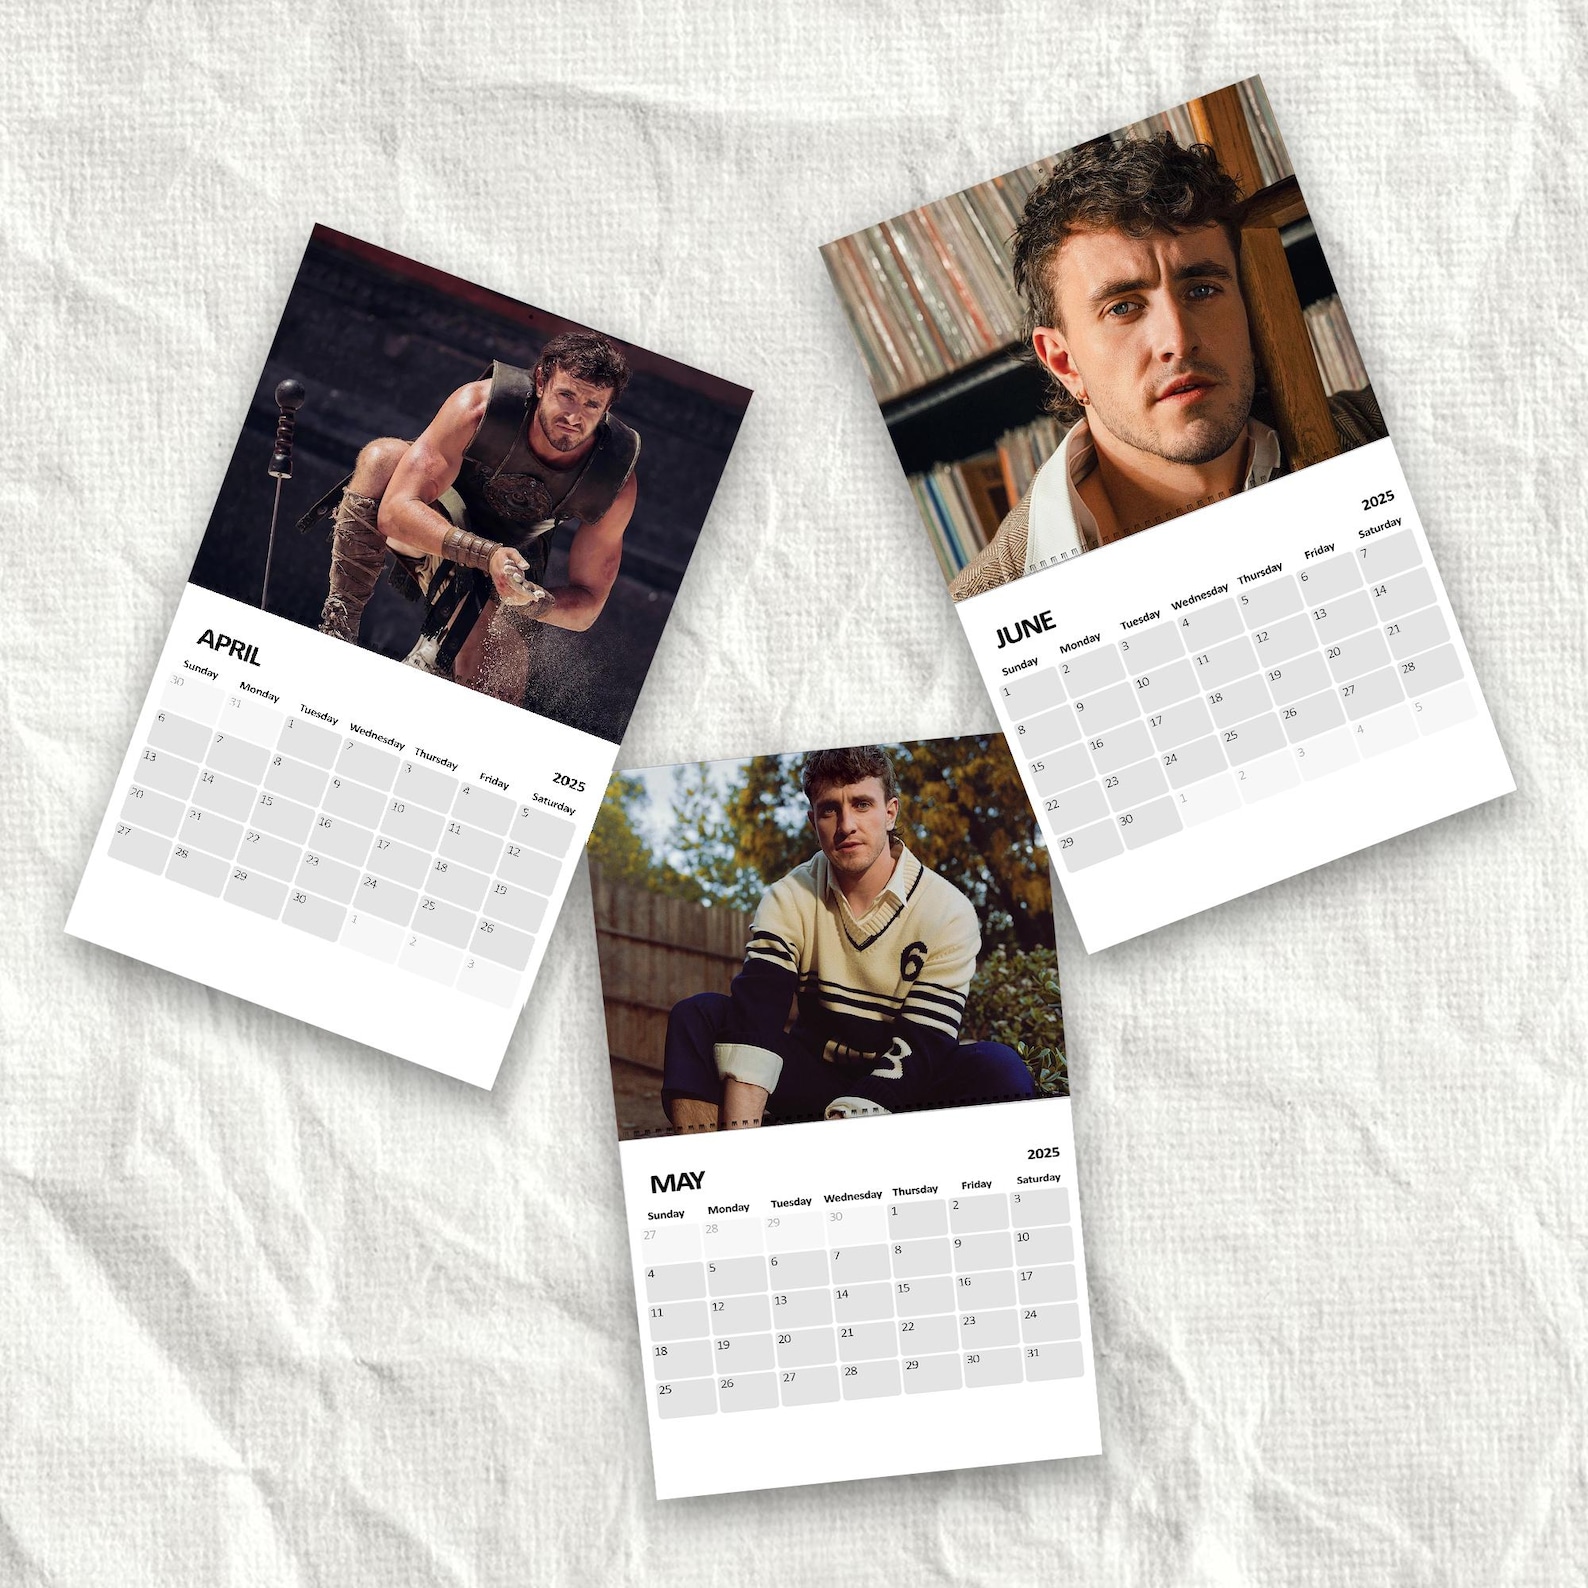 APRIL
2025
Sunday Monday Tuesday Wednesday Thursday Friday Saturday
30 31 1 2 3 4 5
6 7 8 9 10 11 12
13 14 15 16 17 18 19
20 21 22 23 24 25 26
27 28 29 30 1 2 3
JUNE
2025
Sunday Monday Tuesday Wednesday Thursday Friday Saturday
1 2 3 4 5 6 7
8 9 10 11 12 13 14
15 16 17 18 19 20 21
22 23 24 25 26 27 28
29 30 1 2 3 4 5
6
3
MAY
2025
Sunday Monday Tuesday Wednesday Thursday Friday Saturday
27 28 29 30 1 2 3
4 5 6 7 8 9 10
11 12 13 14 15 16 17
18 19 20 21 22 23 24
25 26 27 28 29 30 31